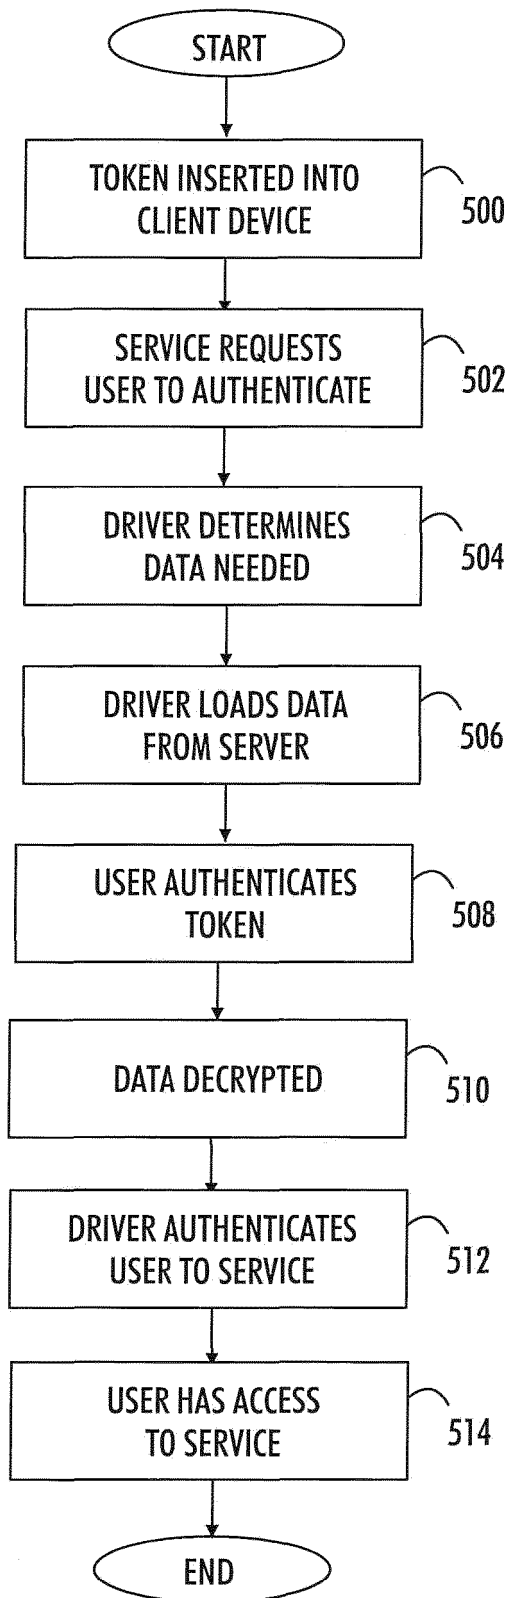 START
TOKEN INSERTED INTO
CLIENT DEVICE
500
SERVICE REQUESTS
USER TO AUTHENTICATE
502
DRIVER DETERMINES
DATA NEEDED
504
DRIVER LOADS DATA
FROM SERVER
506
USER AUTHENTICATES
TOKEN
508
DATA DECRYPTED
510
DRIVER AUTHENTICATES
USER TO SERVICE
512
USER HAS ACCESS
TO SERVICE
514
END